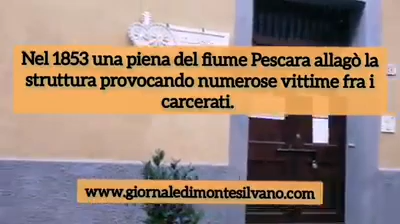 Nel 1853 una piena del fiume Pescara allagò la
struttura provocando numerose vittime fra i
carcerati.
www.giornaledimontesilvano.com